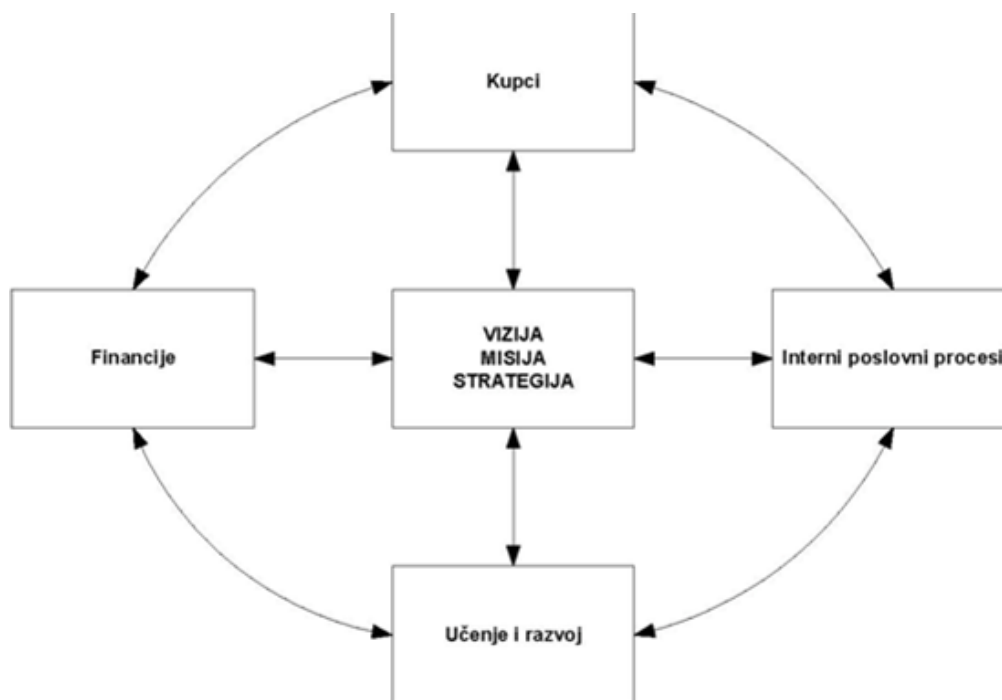 Kupci
Financije
VIZIJA
MISIJA
STRATEGIJA
Interni poslovni procesi
Učenje i razvoj